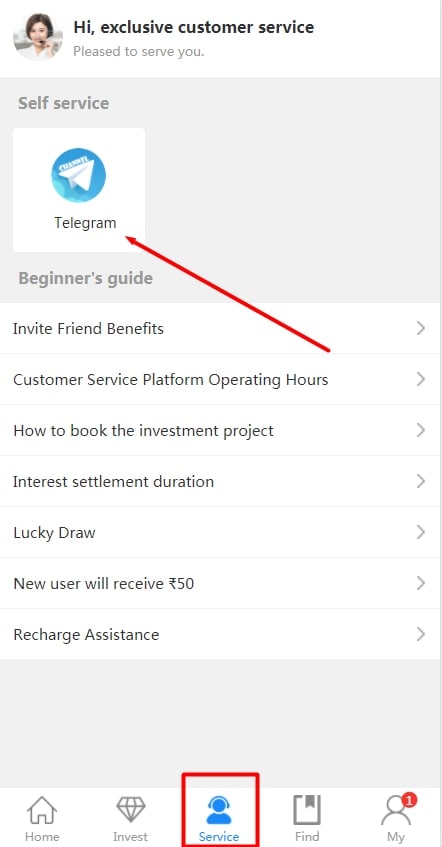 Hi, exclusive customer service
Pleased to serve you.
Self service
CHANNEL
Telegram
Beginner's guide
Invite Friend Benefits
Customer Service Platform Operating Hours
How to book the investment project
Interest settlement duration
Lucky Draw
New user will receive ₹50
Recharge Assistance
1
Home
Invest
Service
Find
My